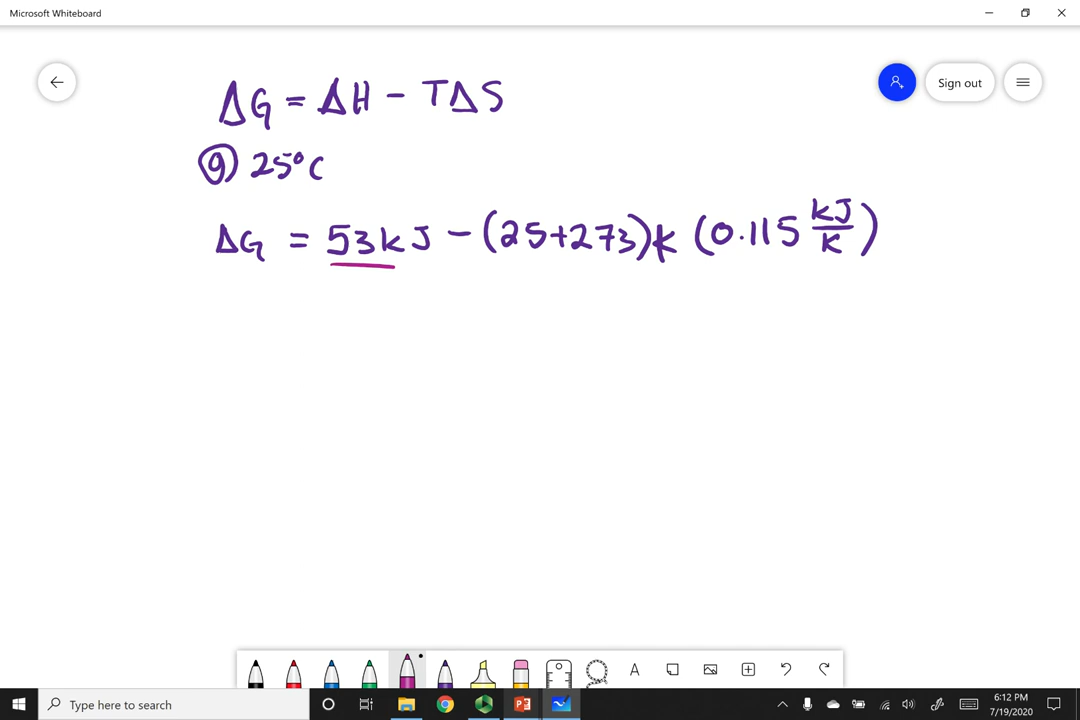 Microsoft Whiteboard
Sign out
ΔG = ΔH - TΔS
⑨ 25°C
ΔG = 53kJ - (25+273)K (0.115 kJ/K)
A
Type here to search
6:12 PM
7/19/2020